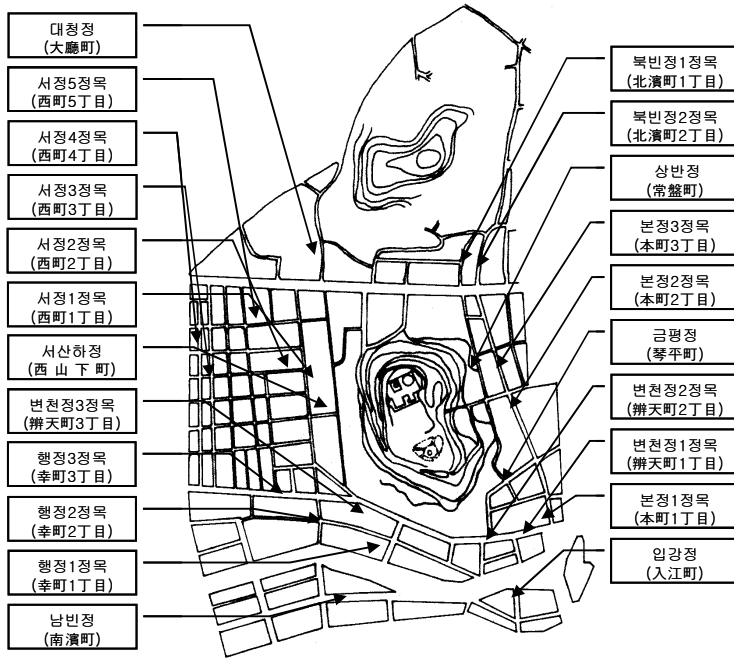 대청정
(大廳町)
서정5정목
(西町5丁目)
서정4정목
(西町4丁目)
서정3정목
(西町3丁目)
서정2정목
(西町2丁目)
서정1정목
(西町1丁目)
서산하정
(西 山 下 町)
변천정3정목
(辨天町3丁目)
행정3정목
(幸町3丁目)
행정2정목
(幸町2丁目)
행정1정목
(幸町1丁目)
남빈정
(南濱町)
북빈정1정목
(北濱町1丁目)
북빈정2정목
(北濱町2丁目)
상반정
(常盤町)
본정3정목
(本町3丁目)
본정2정목
(本町2丁目)
금평정
(琴平町)
변천정2정목
(辨天町2丁目)
변천정1정목
(辨天町1丁目)
본정1정목
(本町1丁目)
입강정
(入江町)